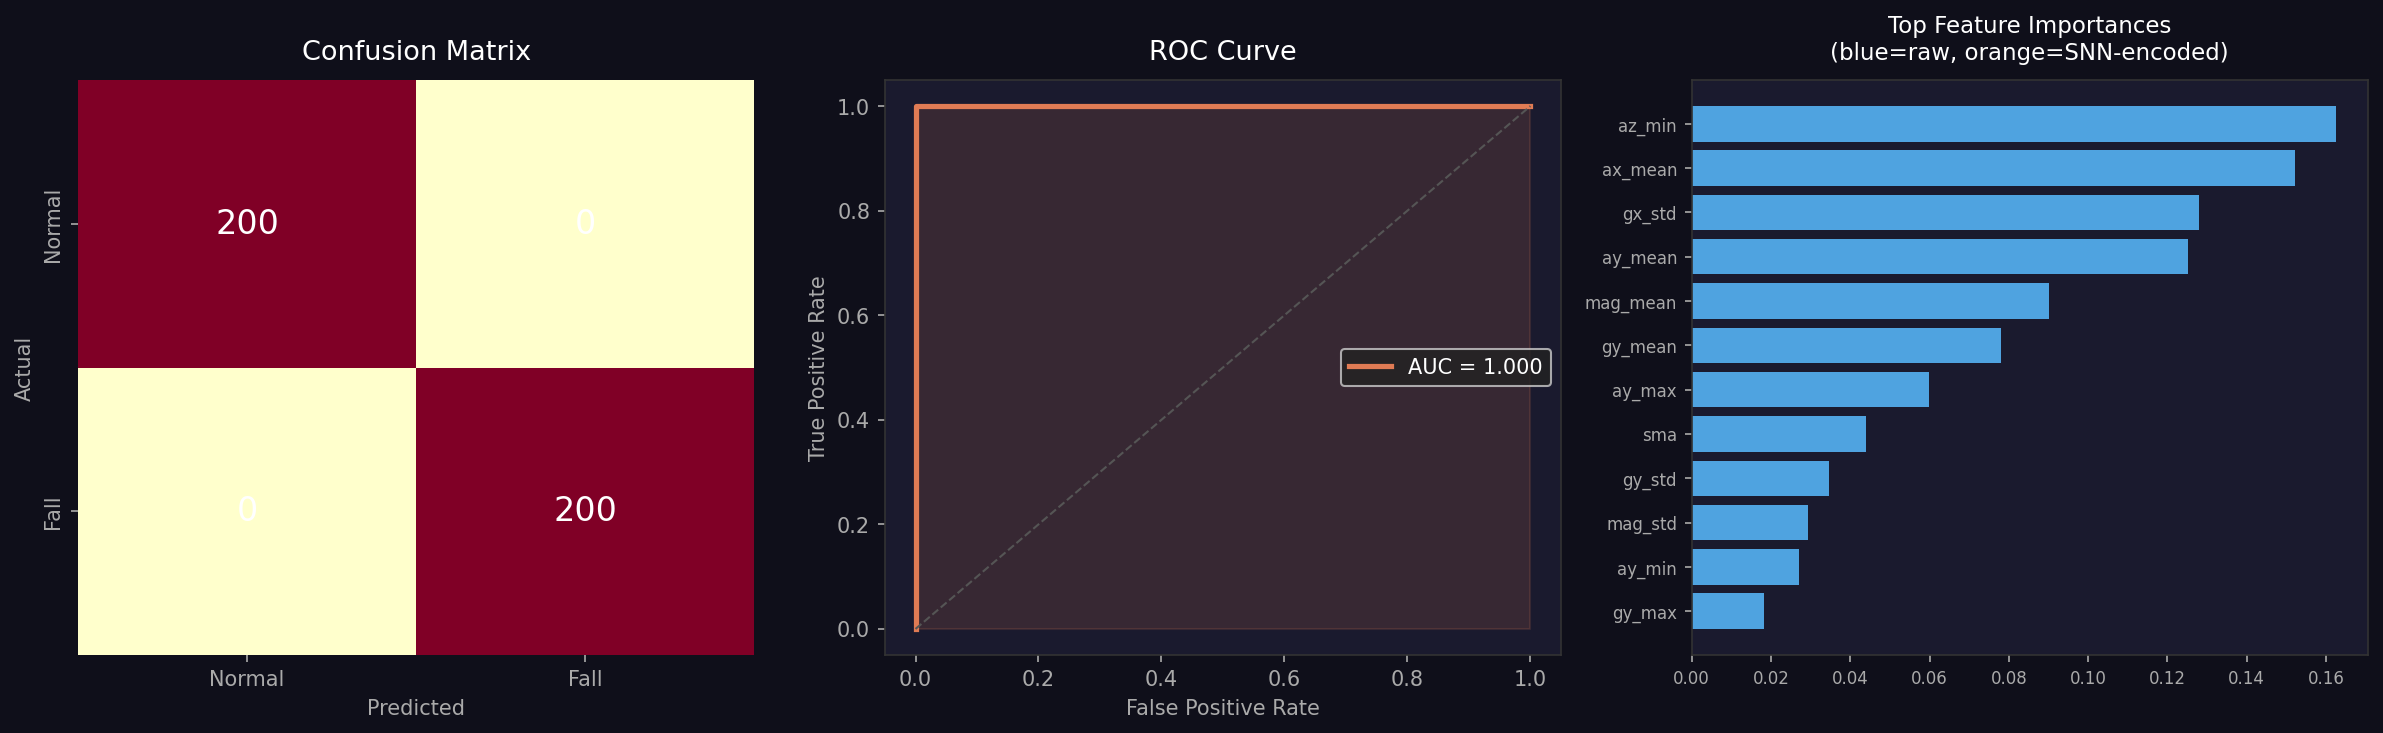 Confusion Matrix
Actual
Normal
Fall
200
0
0
200
Normal
Fall
Predicted
ROC Curve
True Positive Rate
1.0
0.8
0.6
0.4
0.2
0.0
AUC = 1.000
0.0
0.2
0.4
0.6
0.8
1.0
False Positive Rate
Top Feature Importances
(blue=raw, orange=SNN-encoded)
az_min
ax_mean
gx_std
ay_mean
mag_mean
gy_mean
ay_max
sma
gy_std
mag_std
ay_min
gy_max
0.00
0.02
0.04
0.06
0.08
0.10
0.12
0.14
0.16